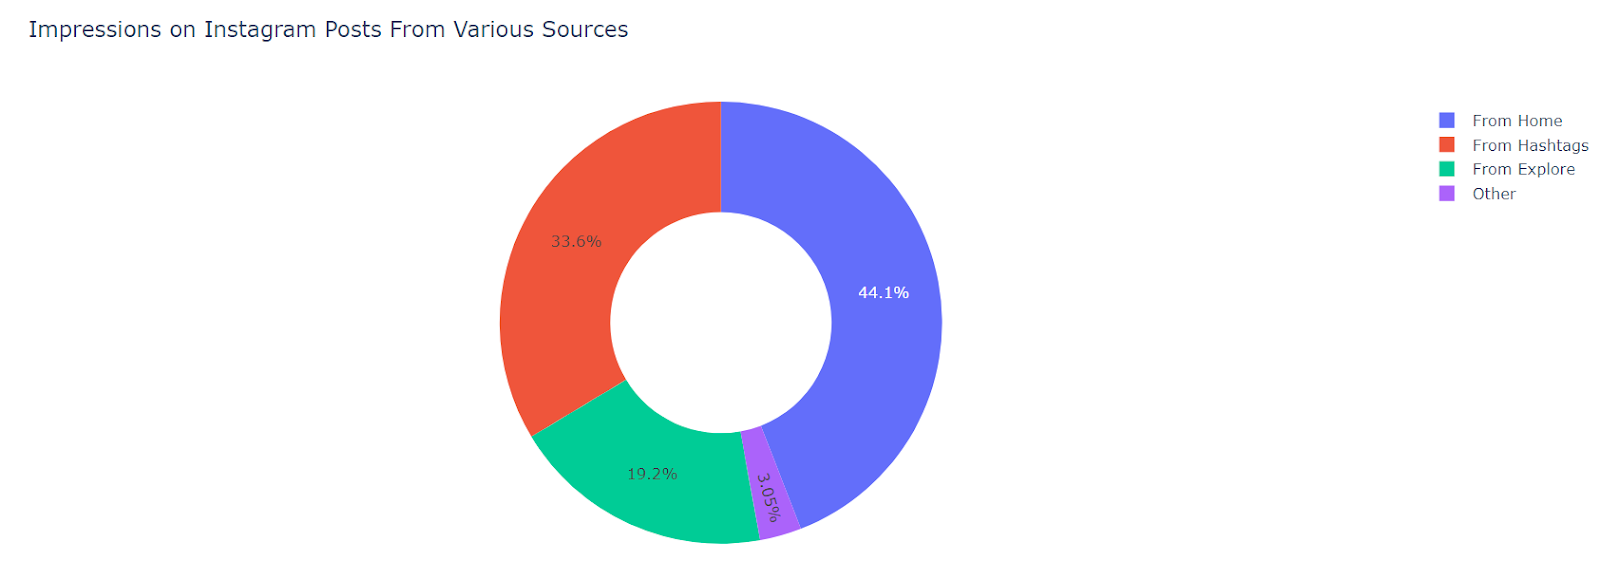 Impressions on Instagram Posts From Various Sources
From Home
From Hashtags
From Explore
Other
33.6%
44.1%
19.2%
3.05%